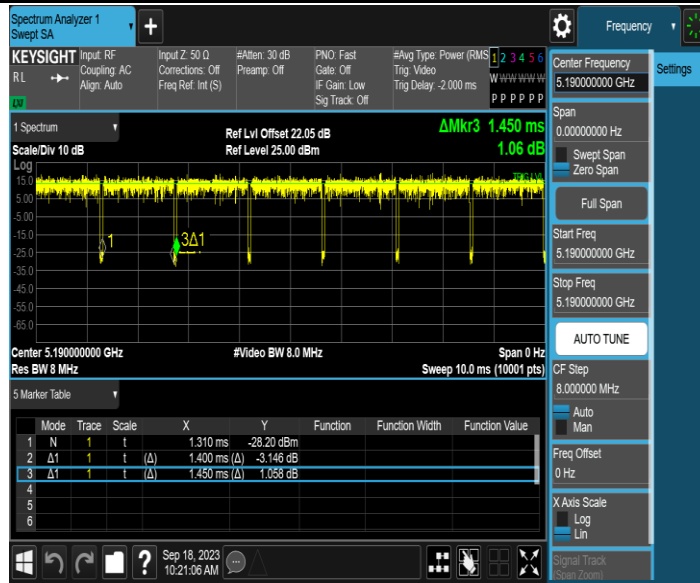 Spectrum Analyzer 1
Swept SA
+
Frequency
KEYSIGHT
RL
LXI
Input: RF
Coupling: AC
Align: Auto
Input Z: 50 Ω
Corrections: Off
Freq Ref: Int (S)
#Atten: 30 dB
Preamp: Off
PNO: Fast
Gate: Off
IF Gain: Low
Sig Track: Off
#Avg Type: Power (RMS
Trig: Video
Trig Delay: -2.000 ms
1 2 3 4 5 6
W W W W W W
P P P P P P
1 Spectrum
Scale/Div 10 dB
Ref Lvl Offset 22.05 dB
Ref Level 25.00 dBm
ΔMkr3 1.450 ms
1.06 dB
Log
TRIG LVL
15.0
5.00
-5.00
-15.0
-25.0
-35.0
-45.0
-55.0
-65.0
1
3Δ1
Center 5.190000000 GHz
Res BW 8 MHz
#Video BW 8.0 MHz
Span 0 Hz
Sweep 10.0 ms (10001 pts)
5 Marker Table
Mode Trace Scale X Y Function Function Width Function Value
1 N 1 t 1.310 ms -28.20 dBm
2 Δ1 1 t (Δ) 1.400 ms (Δ) -3.146 dB
3 Δ1 1 t (Δ) 1.450 ms (Δ) 1.058 dB
4
5
6
Sep 18, 2023
10:21:06 AM
?
Center Frequency
5.190000000 GHz
Settings
Span
0.00000000 Hz
Swept Span
Zero Span
Full Span
Start Freq
5.190000000 GHz
Stop Freq
5.190000000 GHz
AUTO TUNE
CF Step
8.000000 MHz
Auto
Man
Freq Offset
0 Hz
X Axis Scale
Log
Lin
Signal Track
(Span Zoom)